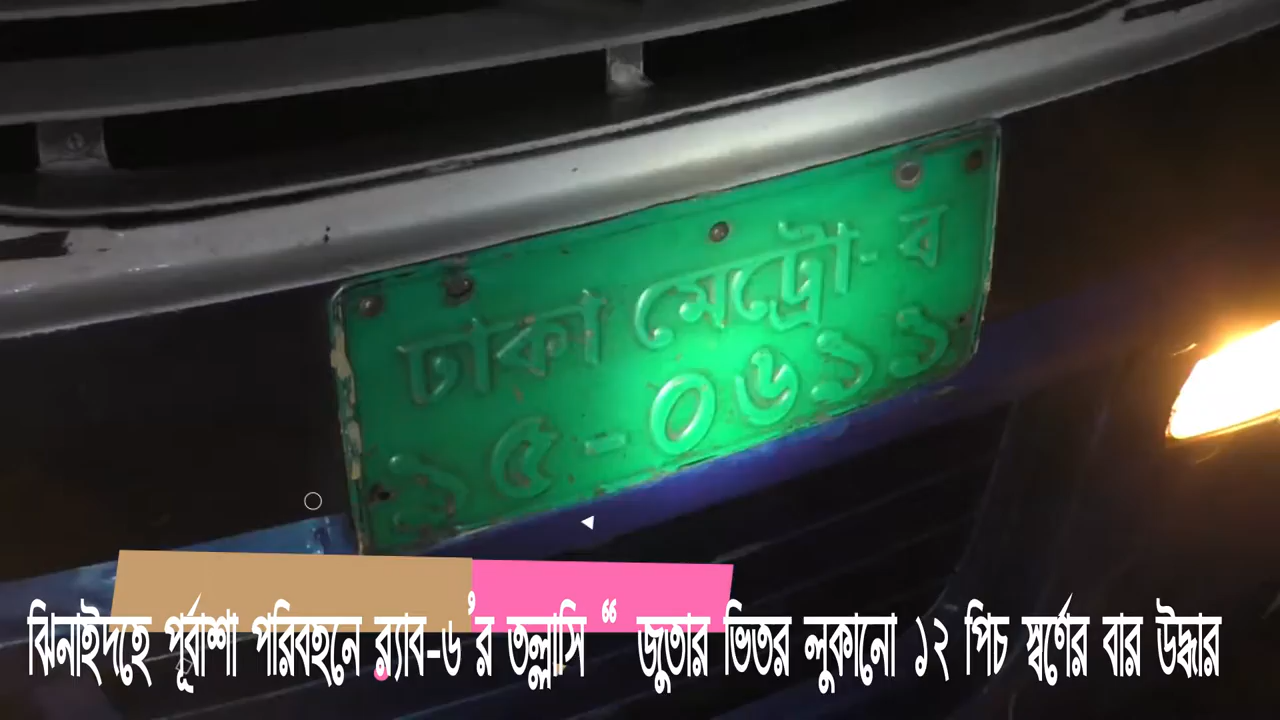 ঢাকা মেট্রো-ব
১৫-০৬১১
ঝিনাইদহে পূর্বাশা পরিবহনে র‍্যাব-৬’র তল্লাসি “ জুতার ভিতর লুকানো ১২ পিচ স্বর্ণের বার উদ্ধার